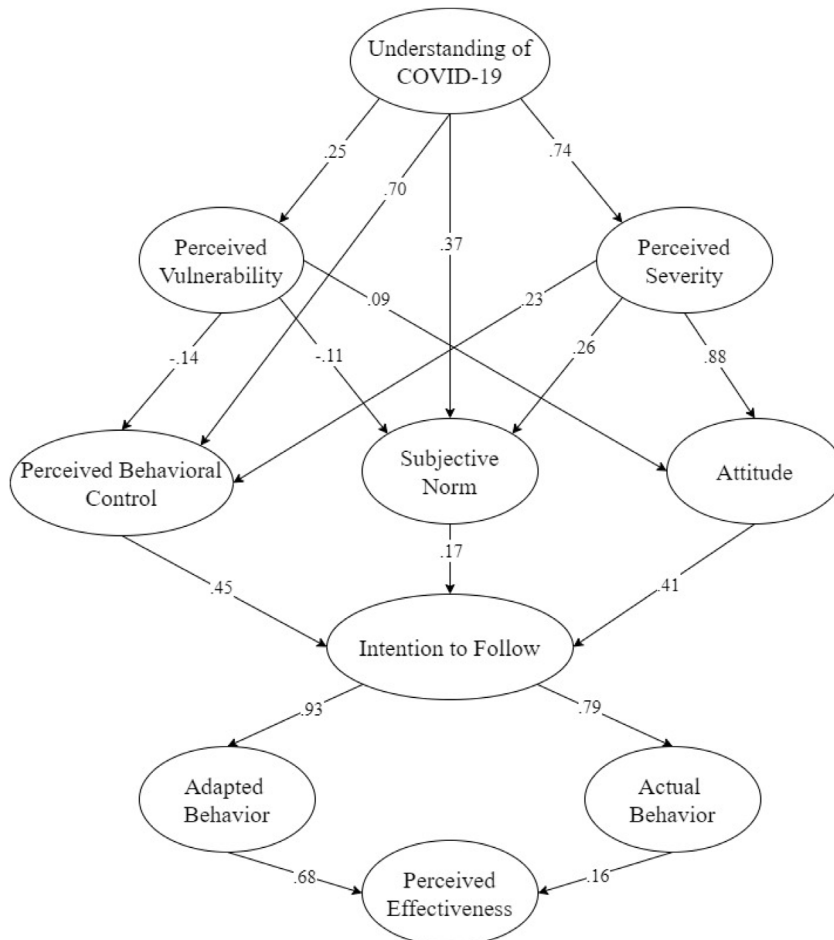 Understanding of
COVID-19
.25
.74
.70
Perceived
Vulnerability
.37
Perceived
Severity
.09
.23
-.14
-.11
.26
.88
Perceived Behavioral
Control
Subjective
Norm
Attitude
.17
.45
.41
Intention to Follow
.93
.79
Adapted
Behavior
Actual
Behavior
.68
.16
Perceived
Effectiveness